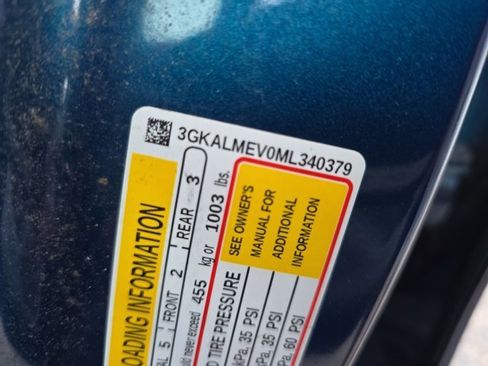 3GKALMEV0ML340379
LOADING INFORMATION
5 FRONT 2 REAR 3
never exceed 455 kg or 1003 lbs.
SEE OWNER'S
MANUAL FOR
ADDITIONAL
INFORMATION
TIRE PRESSURE
kPa, 35 PSI
kPa, 35 PSI
kPa, 60 PSI